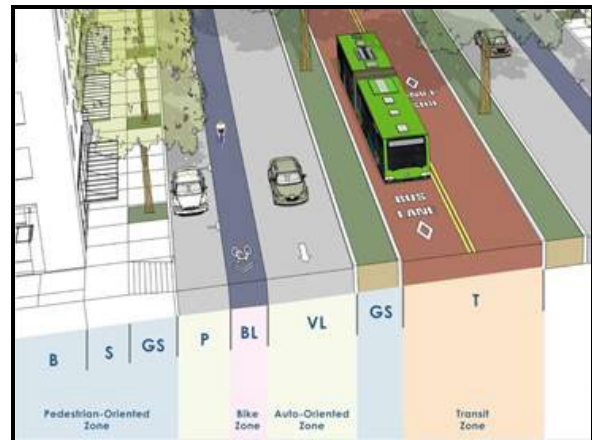 BUS
LANE
B
S
GS
P
BL
VL
GS
T
Pedestrian-Oriented
Zone
Bike
Zone
Auto-Oriented
Zone
Transit
Zone